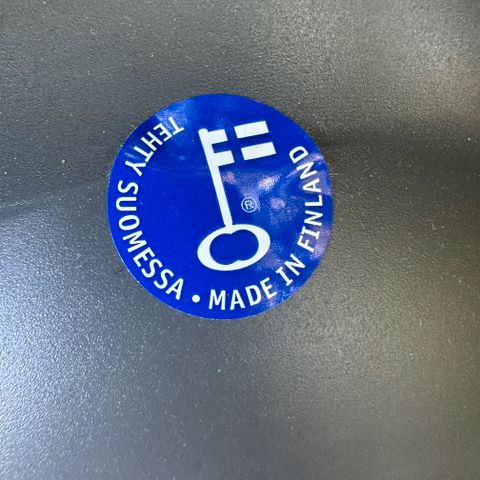 TEHTY SUOMESSA • MADE IN FINLAND
®